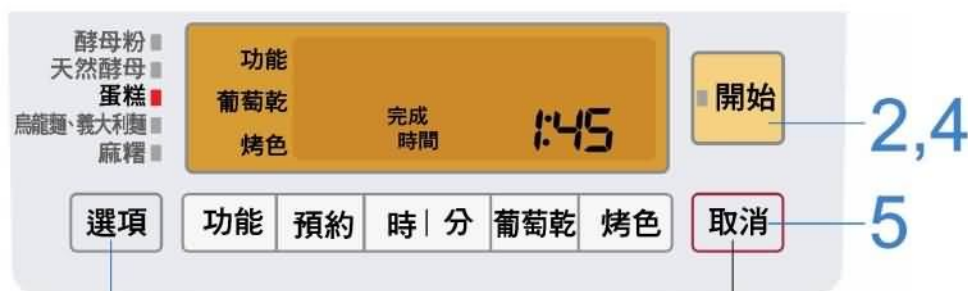 酵母粉
天然酵母
蛋糕
烏龍麵、義大利麵
麻糬
功能
葡萄乾
烤色
完成
時間
1:45
開始
2,4
選項
功能
預約
時 | 分
葡萄乾
烤色
取消
5